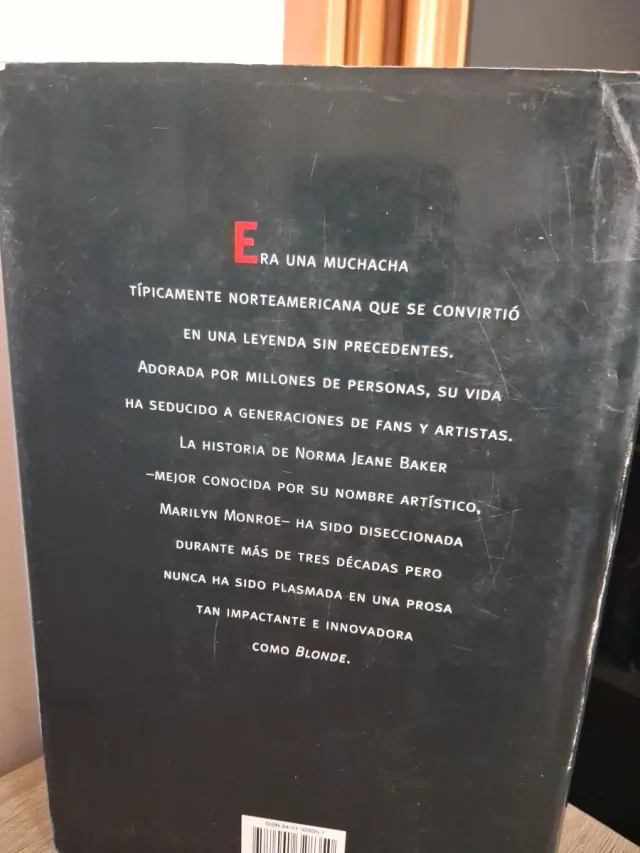 ERA UNA MUCHACHA
TÍPICAMENTE NORTEAMERICANA QUE SE CONVIRTIÓ
EN UNA LEYENDA SIN PRECEDENTES.
ADORADA POR MILLONES DE PERSONAS, SU VIDA
HA SEDUCIDO A GENERACIONES DE FANS Y ARTISTAS.
LA HISTORIA DE NORMA JEANE BAKER
–MEJOR CONOCIDA POR SU NOMBRE ARTÍSTICO,
MARILYN MONROE– HA SIDO DISECCIONADA
DURANTE MÁS DE TRES DÉCADAS PERO
NUNCA HA SIDO PLASMADA EN UNA PROSA
TAN IMPACTANTE E INNOVADORA
COMO BLONDE.
ISBN